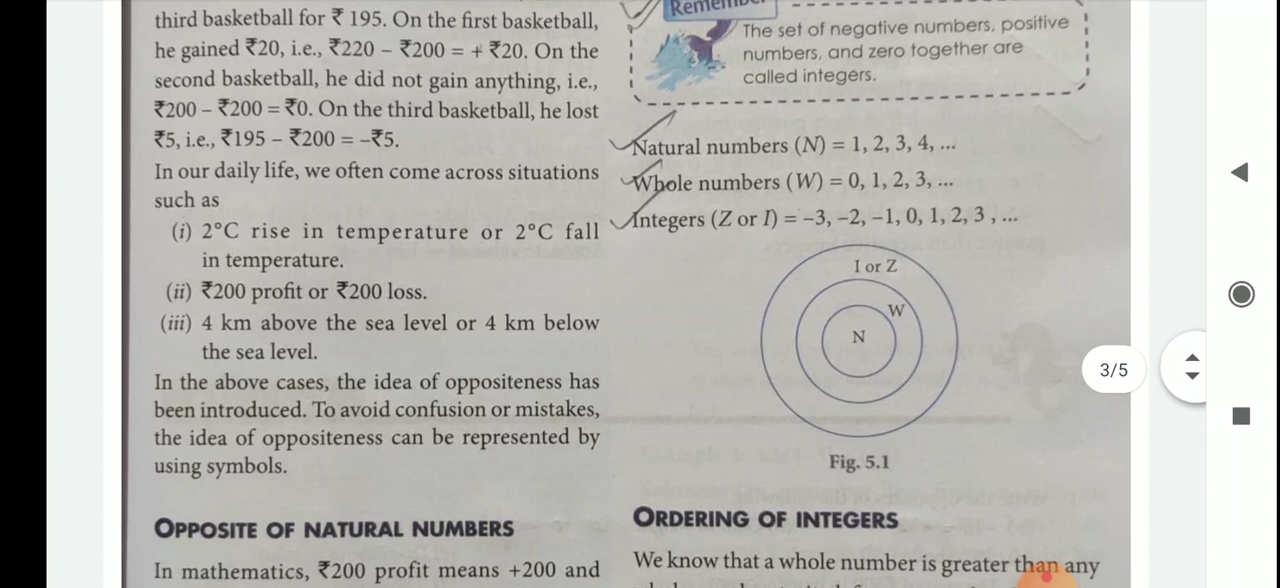 third basketball for ₹ 195. On the first basketball,
he gained ₹20, i.e., ₹220 – ₹200 = + ₹20. On the
second basketball, he did not gain anything, i.e.,
₹200 – ₹200 = ₹0. On the third basketball, he lost
₹5, i.e., ₹195 – ₹200 = –₹5.
In our daily life, we often come across situations
such as
(i) 2°C rise in temperature or 2°C fall
in temperature.
(ii) ₹200 profit or ₹200 loss.
(iii) 4 km above the sea level or 4 km below
the sea level.
In the above cases, the idea of oppositeness has
been introduced. To avoid confusion or mistakes,
the idea of oppositeness can be represented by
using symbols.
OPPOSITE OF NATURAL NUMBERS
In mathematics, ₹200 profit means +200 and
Remember
The set of negative numbers, positive
numbers, and zero together are
called integers.
Natural numbers (N) = 1, 2, 3, 4, ...
Whole numbers (W) = 0, 1, 2, 3, ...
Integers (Z or I) = –3, –2, –1, 0, 1, 2, 3 , ...
I or Z
W
N
Fig. 5.1
ORDERING OF INTEGERS
We know that a whole number is greater than any
3/5